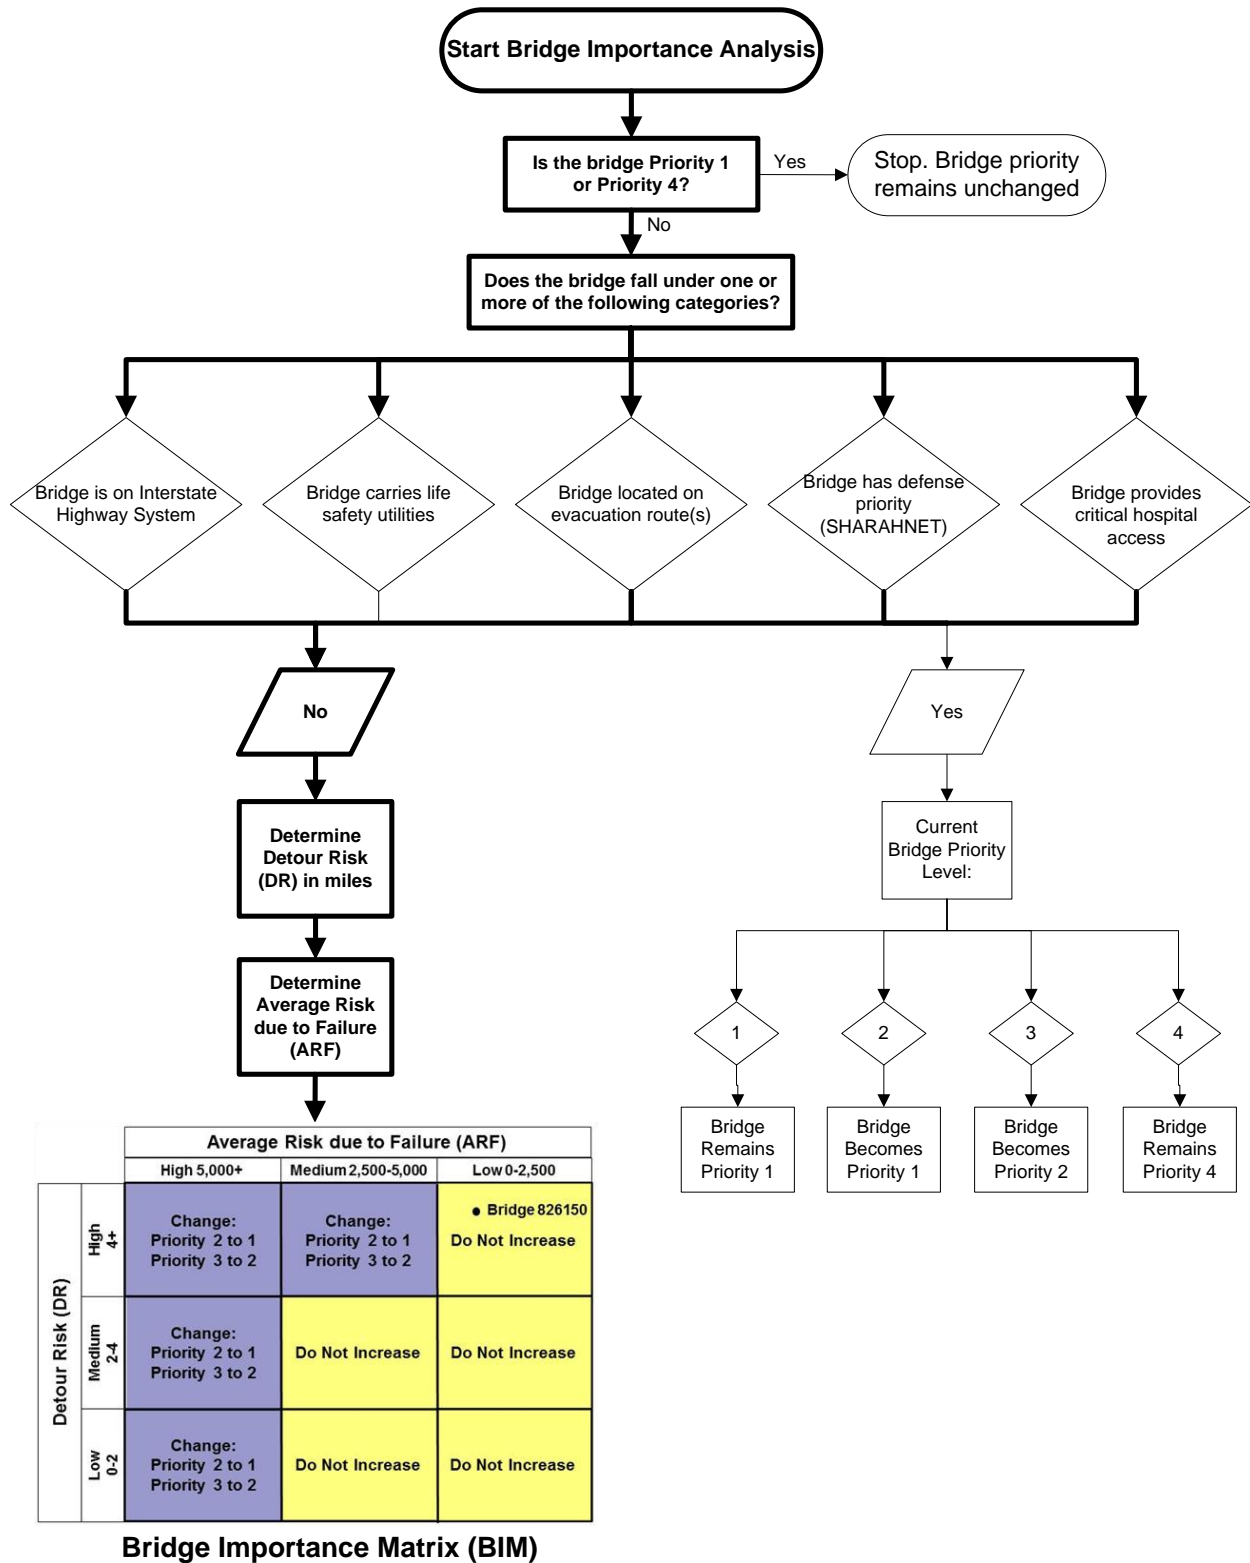 Start Bridge Importance Analysis
Is the bridge Priority 1
or Priority 4?
Yes
Stop. Bridge priority
remains unchanged
No
Does the bridge fall under one or
more of the following categories?
Bridge is on Interstate
Highway System
Bridge carries life
safety utilities
Bridge located on
evacuation route(s)
Bridge has defense
priority
(SHARAHNET)
Bridge provides
critical hospital
access
No
Yes
Determine
Detour Risk
(DR) in miles
Current
Bridge Priority
Level:
Determine
Average Risk
due to Failure
(ARF)
1
2
3
4
Bridge
Remains
Priority 1
Bridge
Becomes
Priority 1
Bridge
Becomes
Priority 2
Bridge
Remains
Priority 4
Average Risk due to Failure (ARF)
High 5,000+
Medium 2,500-5,000
Low 0-2,500
Detour Risk (DR)
High
4+
Change:
Priority 2 to 1
Priority 3 to 2
Change:
Priority 2 to 1
Priority 3 to 2
• Bridge 826150
Do Not Increase
Medium
2-4
Change:
Priority 2 to 1
Priority 3 to 2
Do Not Increase
Do Not Increase
Low
0-2
Change:
Priority 2 to 1
Priority 3 to 2
Do Not Increase
Do Not Increase
Bridge Importance Matrix (BIM)